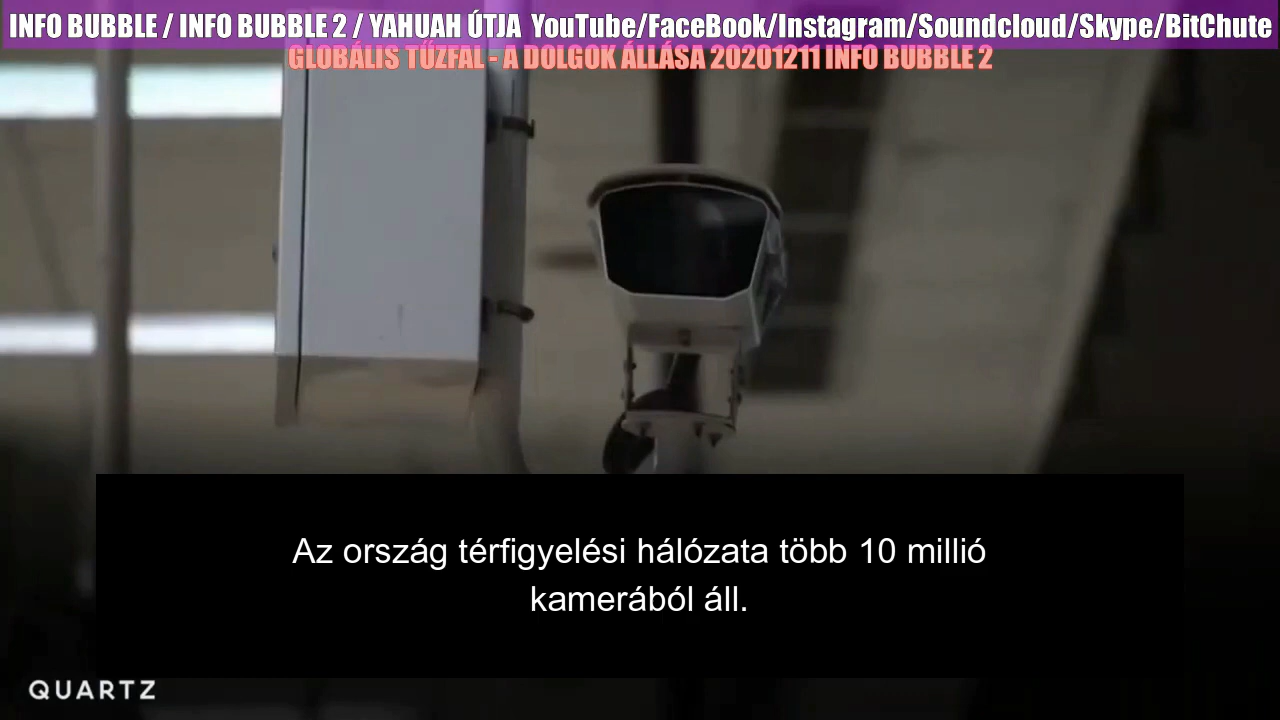 INFO BUBBLE / INFO BUBBLE 2 / YAHUAH ÚTJA YouTube/FaceBook/Instagram/Soundcloud/Skype/BitChute
GLOBÁLIS TŰZFAL - A DOLGOK ÁLLÁSA 20201211 INFO BUBBLE 2
Az ország térfigyelési hálózata több 10 millió
kamerából áll.
QUARTZ